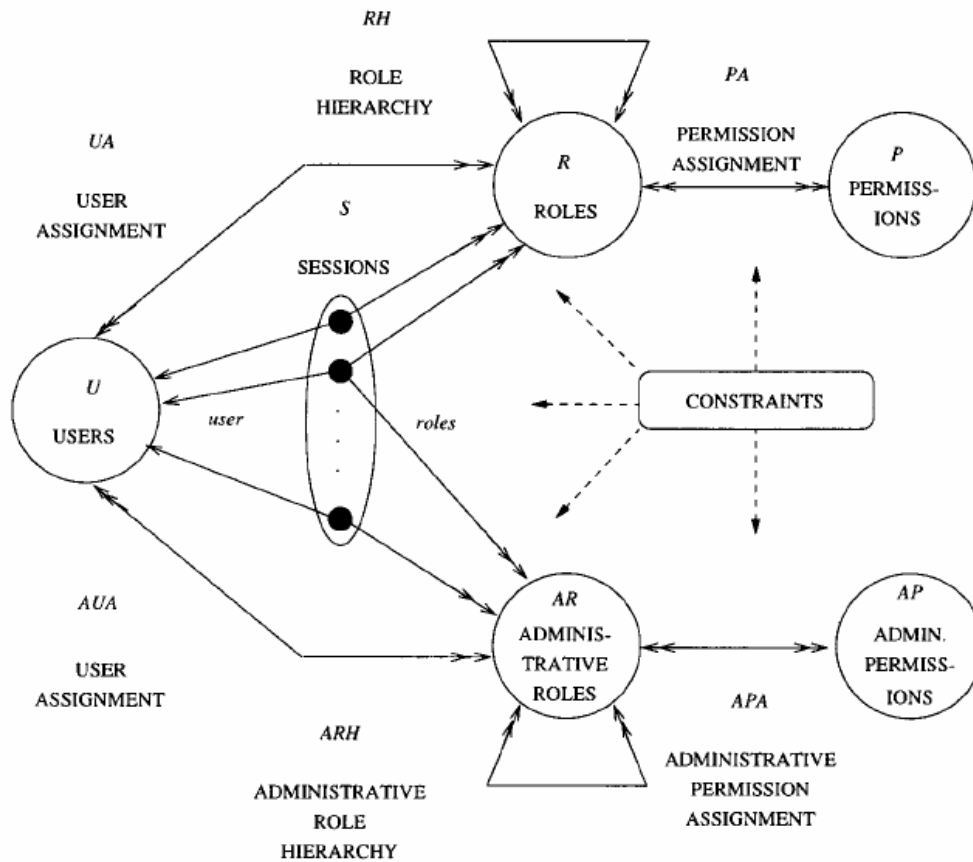 RH
ROLE
HIERARCHY
PA
PERMISSION
ASSIGNMENT
UA
USER
ASSIGNMENT
S
SESSIONS
R
ROLES
P
PERMISS-
IONS
U
USERS
user
roles
CONSTRAINTS
AUA
USER
ASSIGNMENT
AR
ADMINIS-
TRATIVE
ROLES
AP
ADMIN.
PERMISS-
IONS
ARH
ADMINISTRATIVE
ROLE
HIERARCHY
APA
ADMINISTRATIVE
PERMISSION
ASSIGNMENT